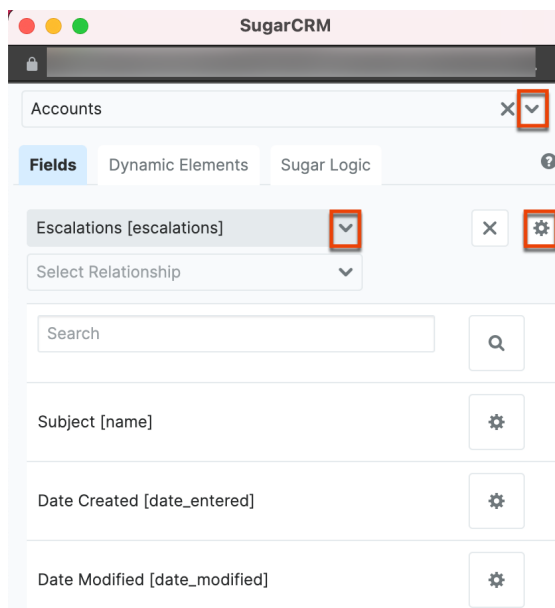 SugarCRM
Accounts
Fields Dynamic Elements Sugar Logic
Escalations [escalations]
Select Relationship
Search
Subject [name]
Date Created [date_entered]
Date Modified [date_modified]